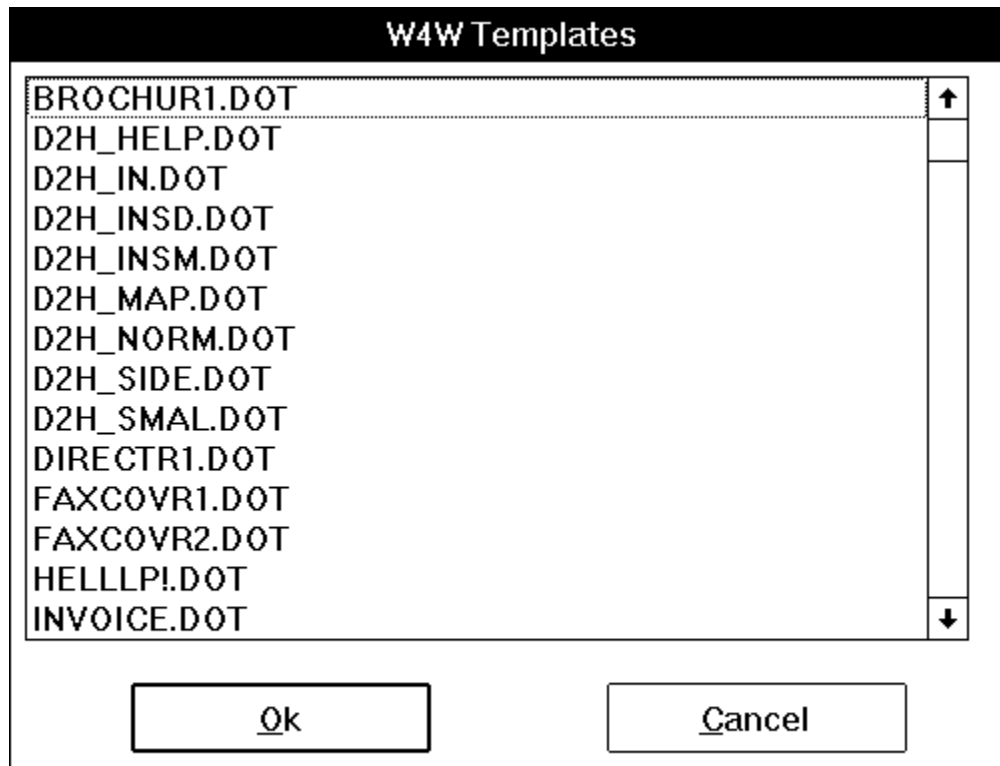 W4W Templates
BROCHUR1.DOT
D2H_HELP.DOT
D2H_IN.DOT
D2H_INSD.DOT
D2H_INSM.DOT
D2H_MAP.DOT
D2H_NORM.DOT
D2H_SIDE.DOT
D2H_SMAL.DOT
DIRECTR1.DOT
FAXCOVR1.DOT
FAXCOVR2.DOT
HELLLP!.DOT
INVOICE.DOT
Ok Cancel